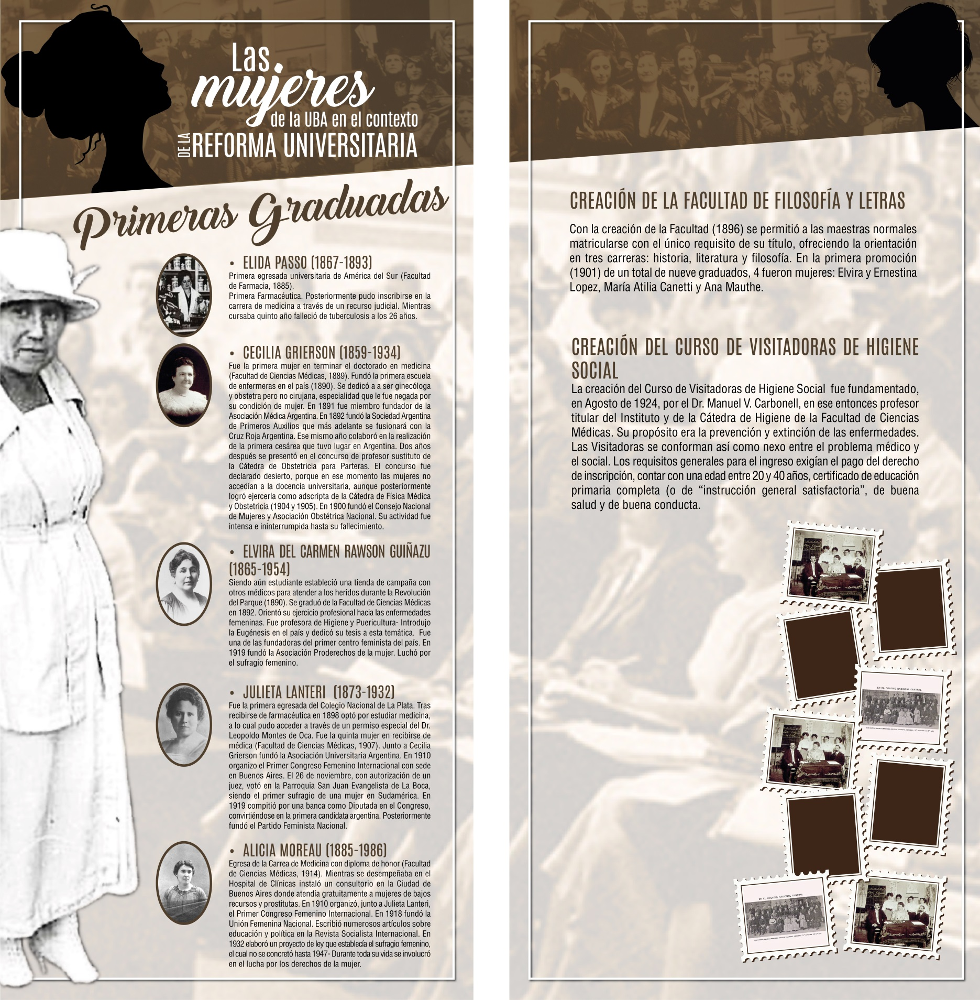 Las
mujeres
de la UBA en el contexto
DE LA REFORMA UNIVERSITARIA
Primeras Graduadas
• ELIDA PASSO (1867-1893)
Primera egresada universitaria de América del Sur (Facultad
de Farmacia, 1885).
Primera Farmacéutica. Posteriormente pudo inscribirse en la
carrera de medicina a través de un recurso judicial. Mientras
cursaba quinto año falleció de tuberculosis a los 26 años.
• CECILIA GRIERSON (1859-1934)
Fue la primera mujer en terminar el doctorado en medicina
(Facultad de Ciencias Médicas, 1889). Fundó la primera escuela
de enfermeras en el país (1890). Se dedicó a a ser ginecóloga
y obstetra pero no cirujana, especialidad que le fue negada por
su condición de mujer. En 1891 fue miembro fundador de la
Asociación Médica Argentina. En 1892 fundó la Sociedad Argentina
de Primeros Auxilios que más adelante se fusionará con la
Cruz Roja Argentina. Ese mismo año colaboró en la realización
de la primera cesárea que tuvo lugar en Argentina. Dos años
después se presentó en el concurso de profesor sustituto de
la Cátedra de Obstetricia para Parteras. El concurso fue
declarado desierto, porque en ese momento las mujeres no
accedían a la docencia universitaria, aunque posteriormente
logró ejercerla como adscripta de la Cátedra de Física Médica
y Obstetricia (1904 y 1905). En 1900 fundó el Consejo Nacional
de Mujeres y Asociación Obstétrica Nacional. Su actividad fue
intensa e ininterrumpida hasta su fallecimiento.
• ELVIRA DEL CARMEN RAWSON GUIÑAZU
(1865-1954)
Siendo aún estudiante estableció una tienda de campaña con
otros médicos para atender a los heridos durante la Revolución
del Parque (1890). Se graduó de la Facultad de Ciencias Médicas
en 1892. Orientó su ejercicio profesional hacia las enfermedades
femeninas. Fue profesora de Higiene y Puericultura- Introdujo
la Eugénesis en el país y dedicó su tesis a esta temática. Fue
una de las fundadoras del primer centro feminista del país. En
1919 fundó la Asociación Proderechos de la mujer. Luchó por
el sufragio femenino.
• JULIETA LANTERI (1873-1932)
Fue la primera egresada del Colegio Nacional de La Plata. Tras
recibirse de farmacéutica en 1898 optó por estudiar medicina,
a lo cual pudo acceder a través de un permiso especial del Dr.
Leopoldo Montes de Oca. Fue la quinta mujer en recibirse de
médica (Facultad de Ciencias Médicas, 1907). Junto a Cecilia
Grierson fundó la Asociación Universitaria Argentina. En 1910
organizo el Primer Congreso Femenino Internacional con sede
en Buenos Aires. El 26 de noviembre, con autorización de un
juez, votó en la Parroquia San Juan Evangelista de La Boca,
siendo el primer sufragio de una mujer en Sudamérica. En
1919 compitió por una banca como Diputada en el Congreso,
convirtiéndose en la primera candidata argentina. Posteriormente
fundó el Partido Feminista Nacional.
• ALICIA MOREAU (1885-1986)
Egresa de la Carrea de Medicina con diploma de honor (Facultad
de Ciencias Médicas, 1914). Mientras se desempeñaba en el
Hospital de Clínicas instaló un consultorio en la Ciudad de
Buenos Aires donde atendía gratuitamente a mujeres de bajos
recursos y prostitutas. En 1910 organizó, junto a Julieta Lanteri,
el Primer Congreso Femenino Internacional. En 1918 fundó la
Unión Femenina Nacional. Escribió numerosos artículos sobre
educación y política en la Revista Socialista Internacional. En
1932 elaboró un proyecto de ley que establecía el sufragio femenino,
el cual no se concretó hasta 1947- Durante toda su vida se involucró
en el lucha por los derechos de la mujer.
CREACIÓN DE LA FACULTAD DE FILOSOFÍA Y LETRAS
Con la creación de la Facultad (1896) se permitió a las maestras normales
matricularse con el único requisito de su título, ofreciendo la orientación
en tres carreras: historia, literatura y filosofía. En la primera promoción
(1901) de un total de nueve graduados, 4 fueron mujeres: Elvira y Ernestina
Lopez, María Atilia Canetti y Ana Mauthe.
CREACIÓN DEL CURSO DE VISITADORAS DE HIGIENE
SOCIAL
La creación del Curso de Visitadoras de Higiene Social fue fundamentado,
en Agosto de 1924, por el Dr. Manuel V. Carbonell, en ese entonces profesor
titular del Instituto y de la Cátedra de Higiene de la Facultad de Ciencias
Médicas. Su propósito era la prevención y extinción de las enfermedades.
Las Visitadoras se conforman así como nexo entre el problema médico y
el social. Los requisitos generales para el ingreso exigían el pago del derecho
de inscripción, contar con una edad entre 20 y 40 años, certificado de educación
primaria completa (o de “instrucción general satisfactoria”, de buena
salud y de buena conducta.
EN EL COLEGIO NACIONAL CENTRAL
EN EL COLEGIO NACIONAL CENTRAL